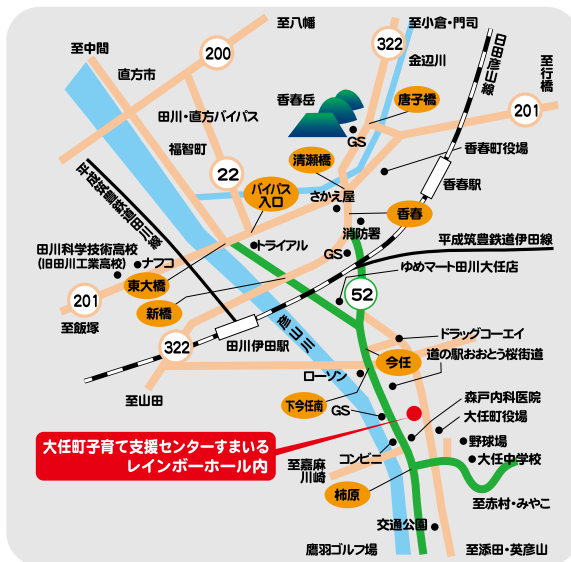 至八幡
至小倉・門司
至中間
200
322
直方市
金辺川
日田彦山線
至行橋
香春岳
唐子橋
201
田川・直方バイパス
GS
福智町
清瀬橋
香春町役場
22
バイパス
入口
さかえ屋
香春駅
平成筑豊鉄道田川線
香春
消防署
平成筑豊鉄道伊田線
トライアル
GS
田川科学技術高校
(旧田川工業高校)
ナフコ
ゆめマート田川大任店
東大橋
201
52
新橋
至飯塚
322
彦山川
ドラッグコーエイ
田川伊田駅
今任
道の駅おおとう桜街道
ローソン
至山田
下今任南
森戸内科医院
GS
大任町役場
大任町子育て支援センターすまいる
レインボーホール内
野球場
コンビニ
大任中学校
至嘉麻
川崎
柿原
至赤村・みやこ
交通公園
鷹羽ゴルフ場
至添田・英彦山